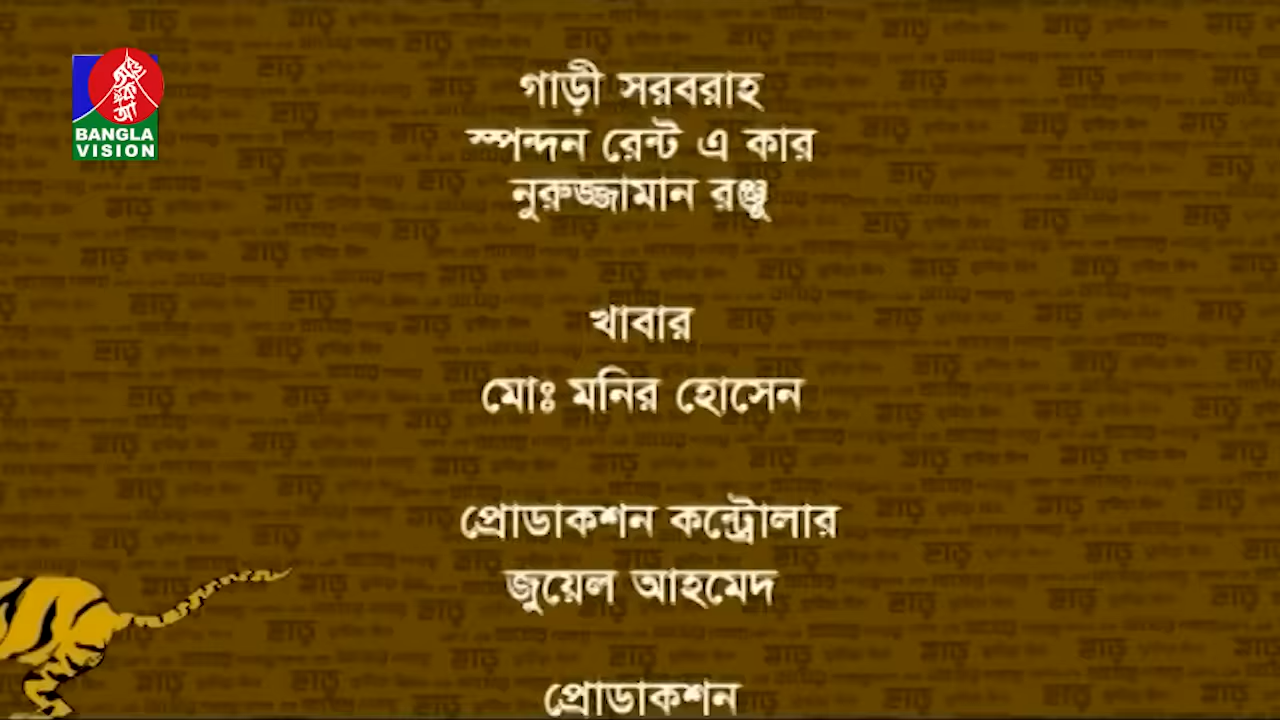 BANGLA
VISION
গাড়ী সরবরাহ
স্পন্দন রেন্ট এ কার
নুরুজ্জামান রঞ্জু
খাবার
মোঃ মনির হোসেন
প্রোডাকশন কন্ট্রোলার
জুয়েল আহমেদ
প্রোডাকশন